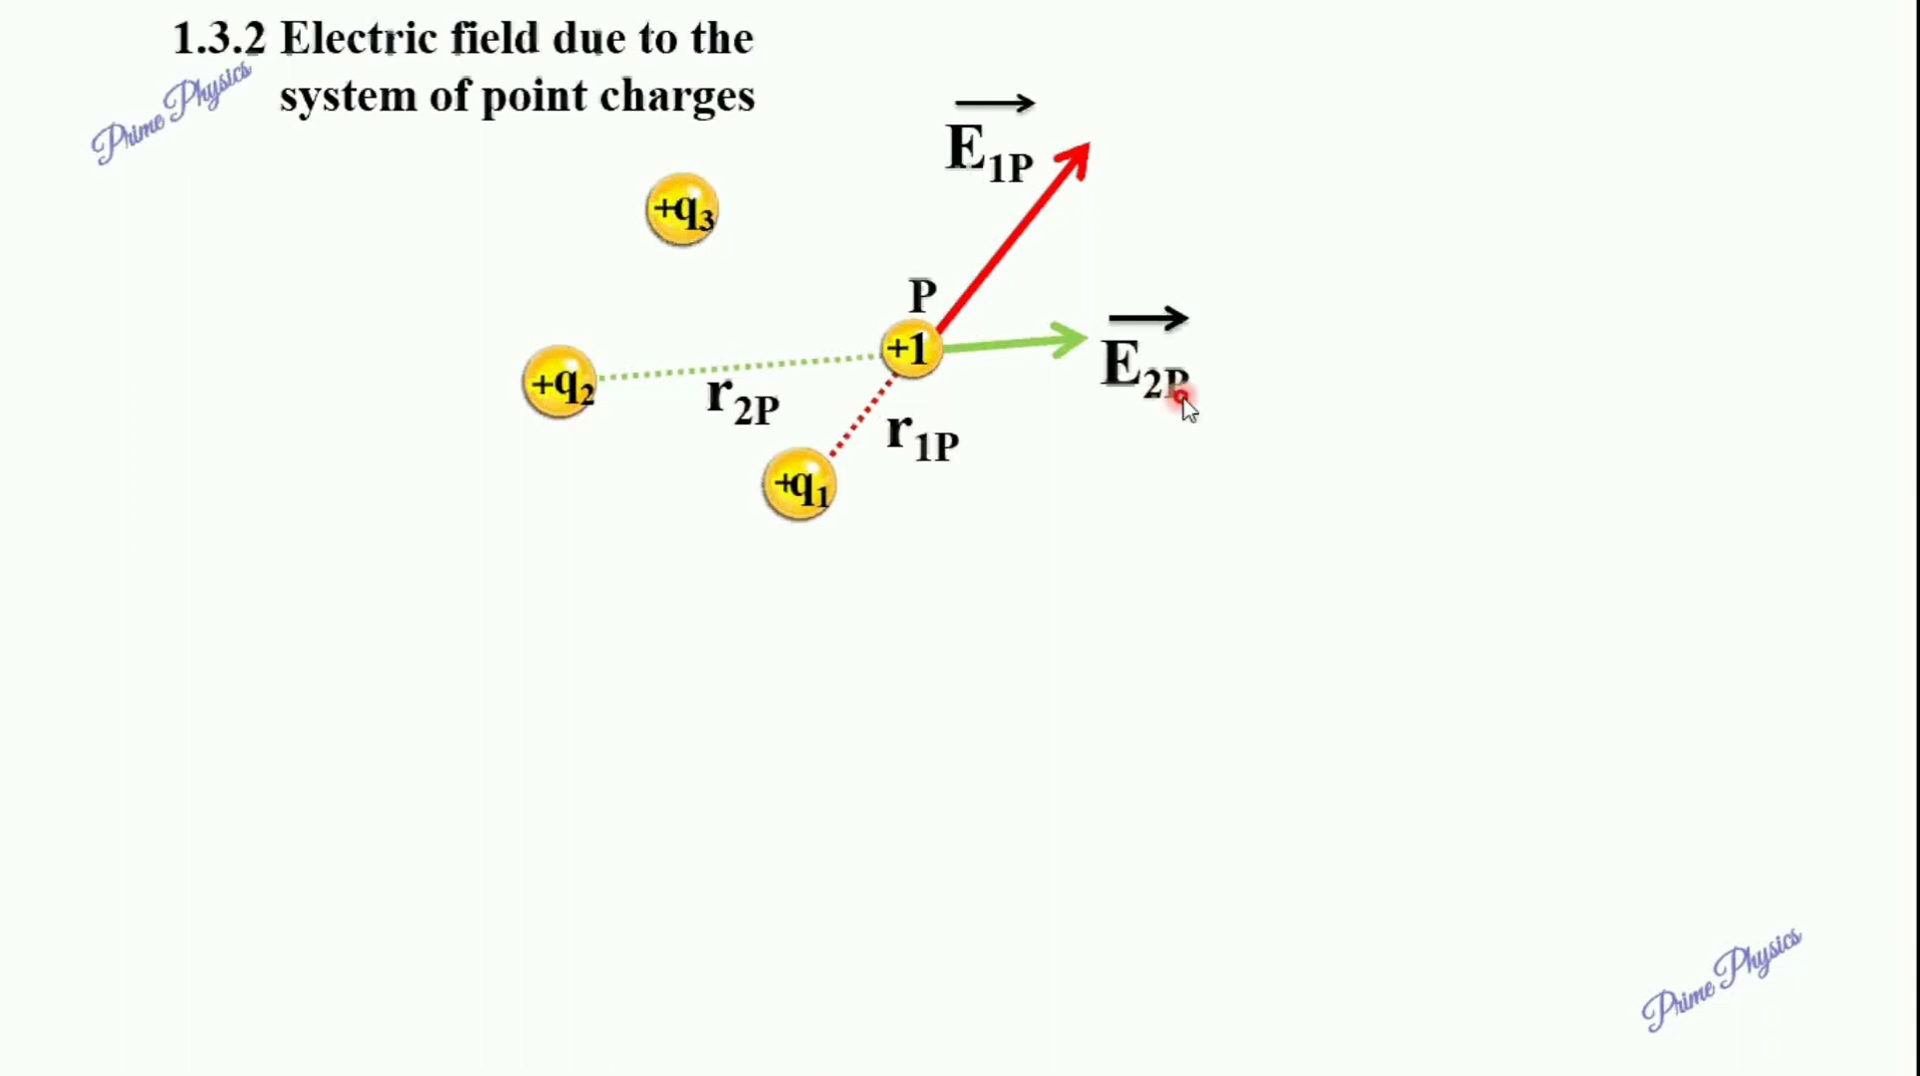 1.3.2 Electric field due to the
system of point charges
Prime Physics
E1P
+q3
P
+1
E2P
+q2
r2P
r1P
+q1
Prime Physics